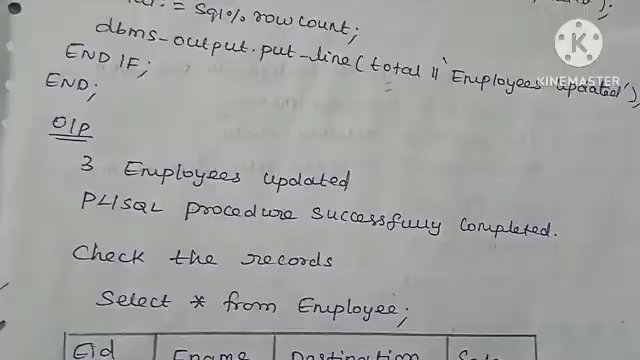 := sql% rowcount;
dbms-output.put-line(total || 'Employees updated');
END IF;
END;
O/P
3 Employees updated
PL/SQL procedure successfully completed.
Check the records
Select * from Employee;
Eid Ename Destination
KINEMASTER